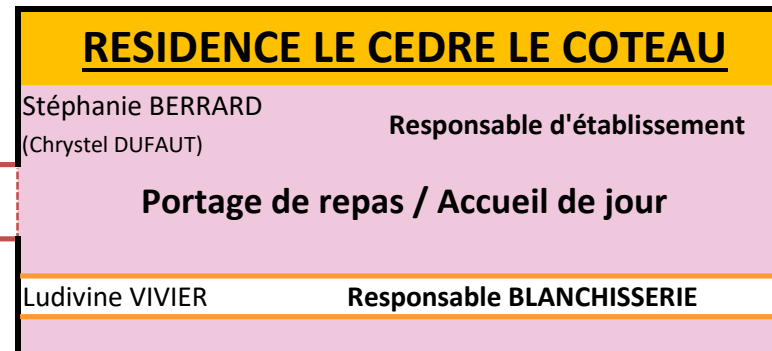 RESIDENCE LE CEDRE LE COTEAU
Stéphanie BERRARD
(Chrystel DUFAUT)
Responsable d'établissement
Portage de repas / Accueil de jour
Ludivine VIVIER Responsable BLANCHISSERIE